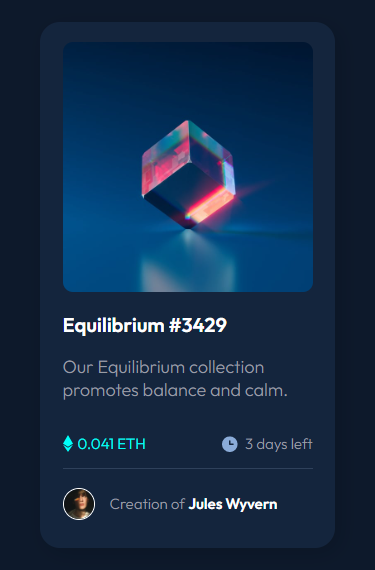 Equilibrium #3429
Our Equilibrium collection
promotes balance and calm.
0.041 ETH
3 days left
Creation of Jules Wyvern